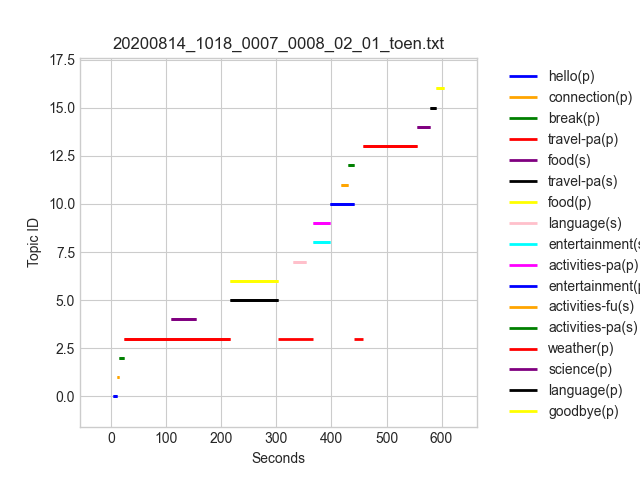 20200814_1018_0007_0008_02_01_toen.txt
17.5
15.0
12.5
10.0
7.5
5.0
2.5
0.0
Topic ID
0 100 200 300 400 500 600
Seconds
hello(p)
connection(p)
break(p)
travel-pa(p)
food(s)
travel-pa(s)
food(p)
language(s)
entertainment(s
activities-pa(p)
entertainment(p
activities-fu(s)
activities-pa(s)
weather(p)
science(p)
language(p)
goodbye(p)